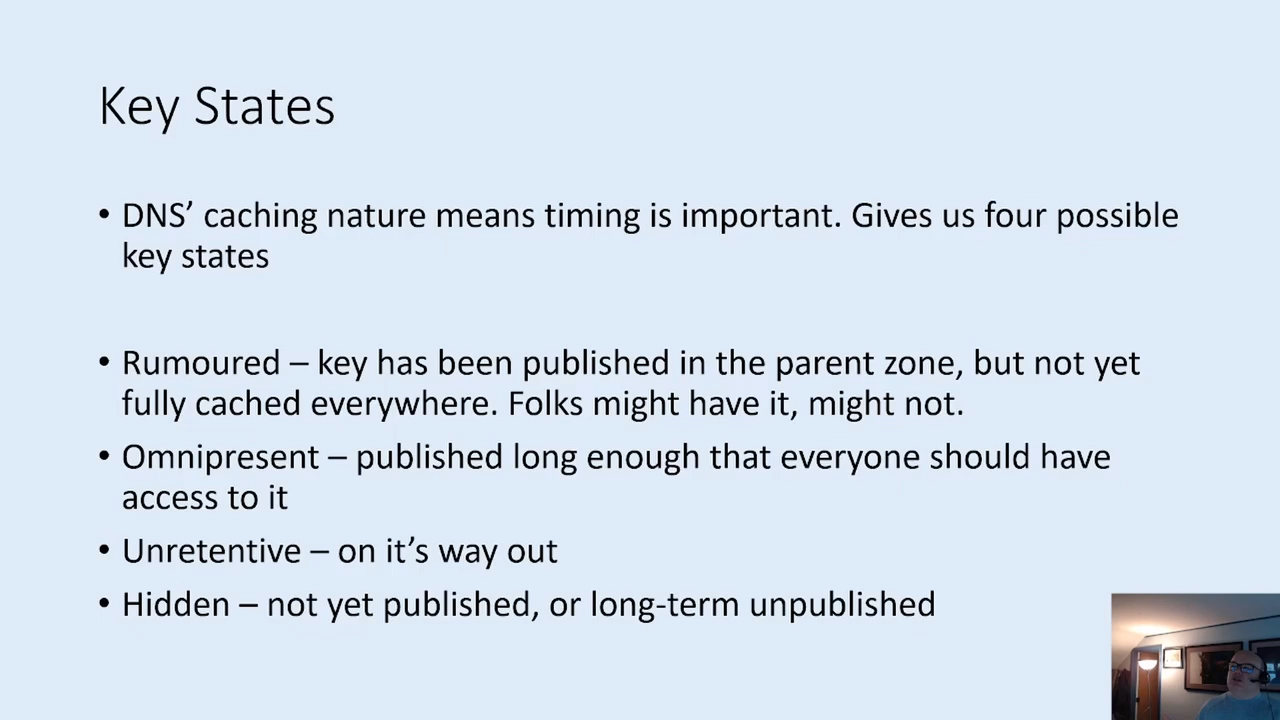 Key States
• DNS’ caching nature means timing is important. Gives us four possible
key states
• Rumoured – key has been published in the parent zone, but not yet
fully cached everywhere. Folks might have it, might not.
• Omnipresent – published long enough that everyone should have
access to it
• Unretentive – on it’s way out
• Hidden – not yet published, or long-term unpublished